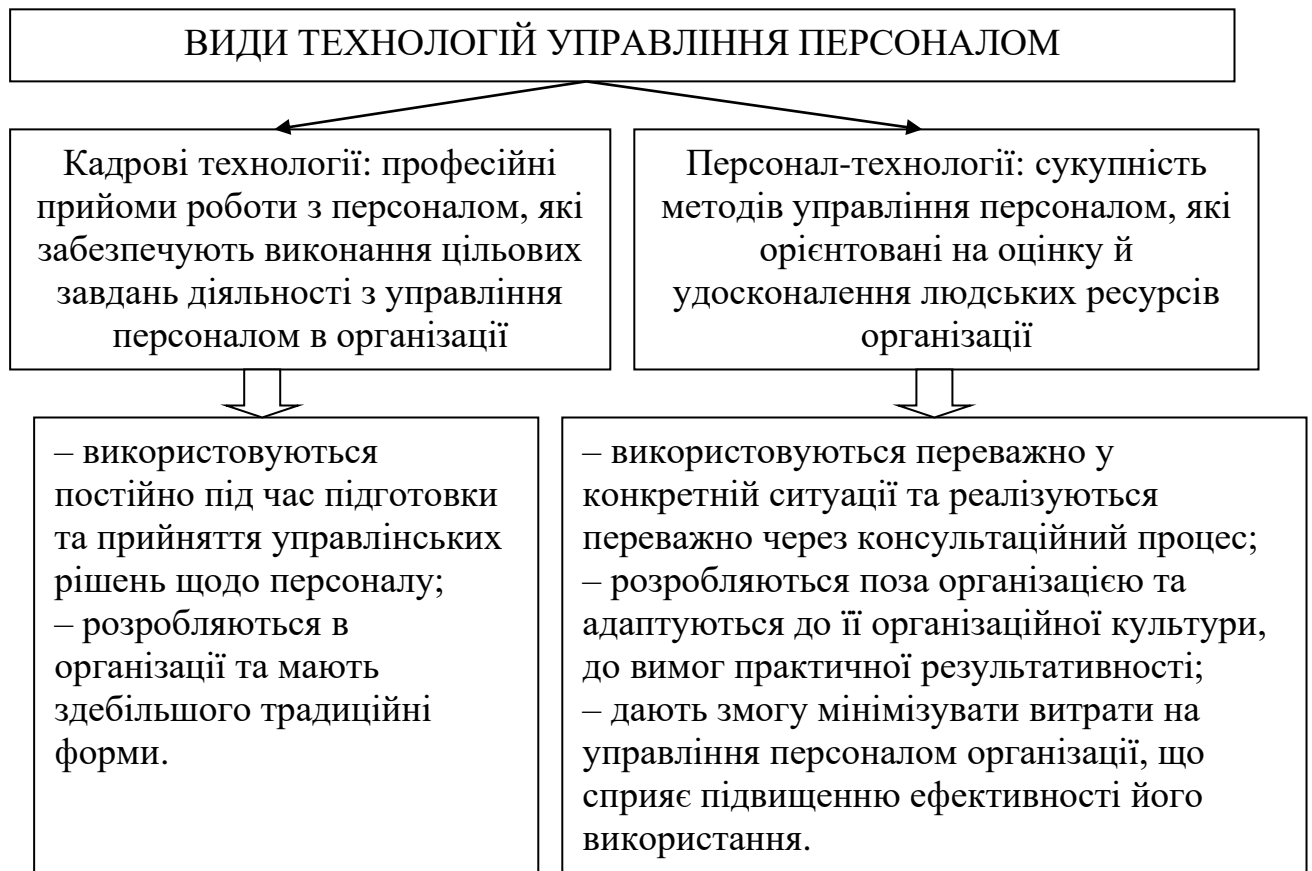 ВИДИ ТЕХНОЛОГІЙ УПРАВЛІННЯ ПЕРСОНАЛОМ
Кадрові технології: професійні
прийоми роботи з персоналом, які
забезпечують виконання цільових
завдань діяльності з управління
персоналом в організації
Персонал-технології: сукупність
методів управління персоналом, які
орієнтовані на оцінку й
удосконалення людських ресурсів
організації
– використовуються
постійно під час підготовки
та прийняття управлінських
рішень щодо персоналу;
– розробляються в
організації та мають
здебільшого традиційні
форми.
– використовуються переважно у
конкретній ситуації та реалізуються
переважно через консультаційний процес;
– розробляються поза організацією та
адаптуються до її організаційної культури,
до вимог практичної результативності;
– дають змогу мінімізувати витрати на
управління персоналом організації, що
сприяє підвищенню ефективності його
використання.